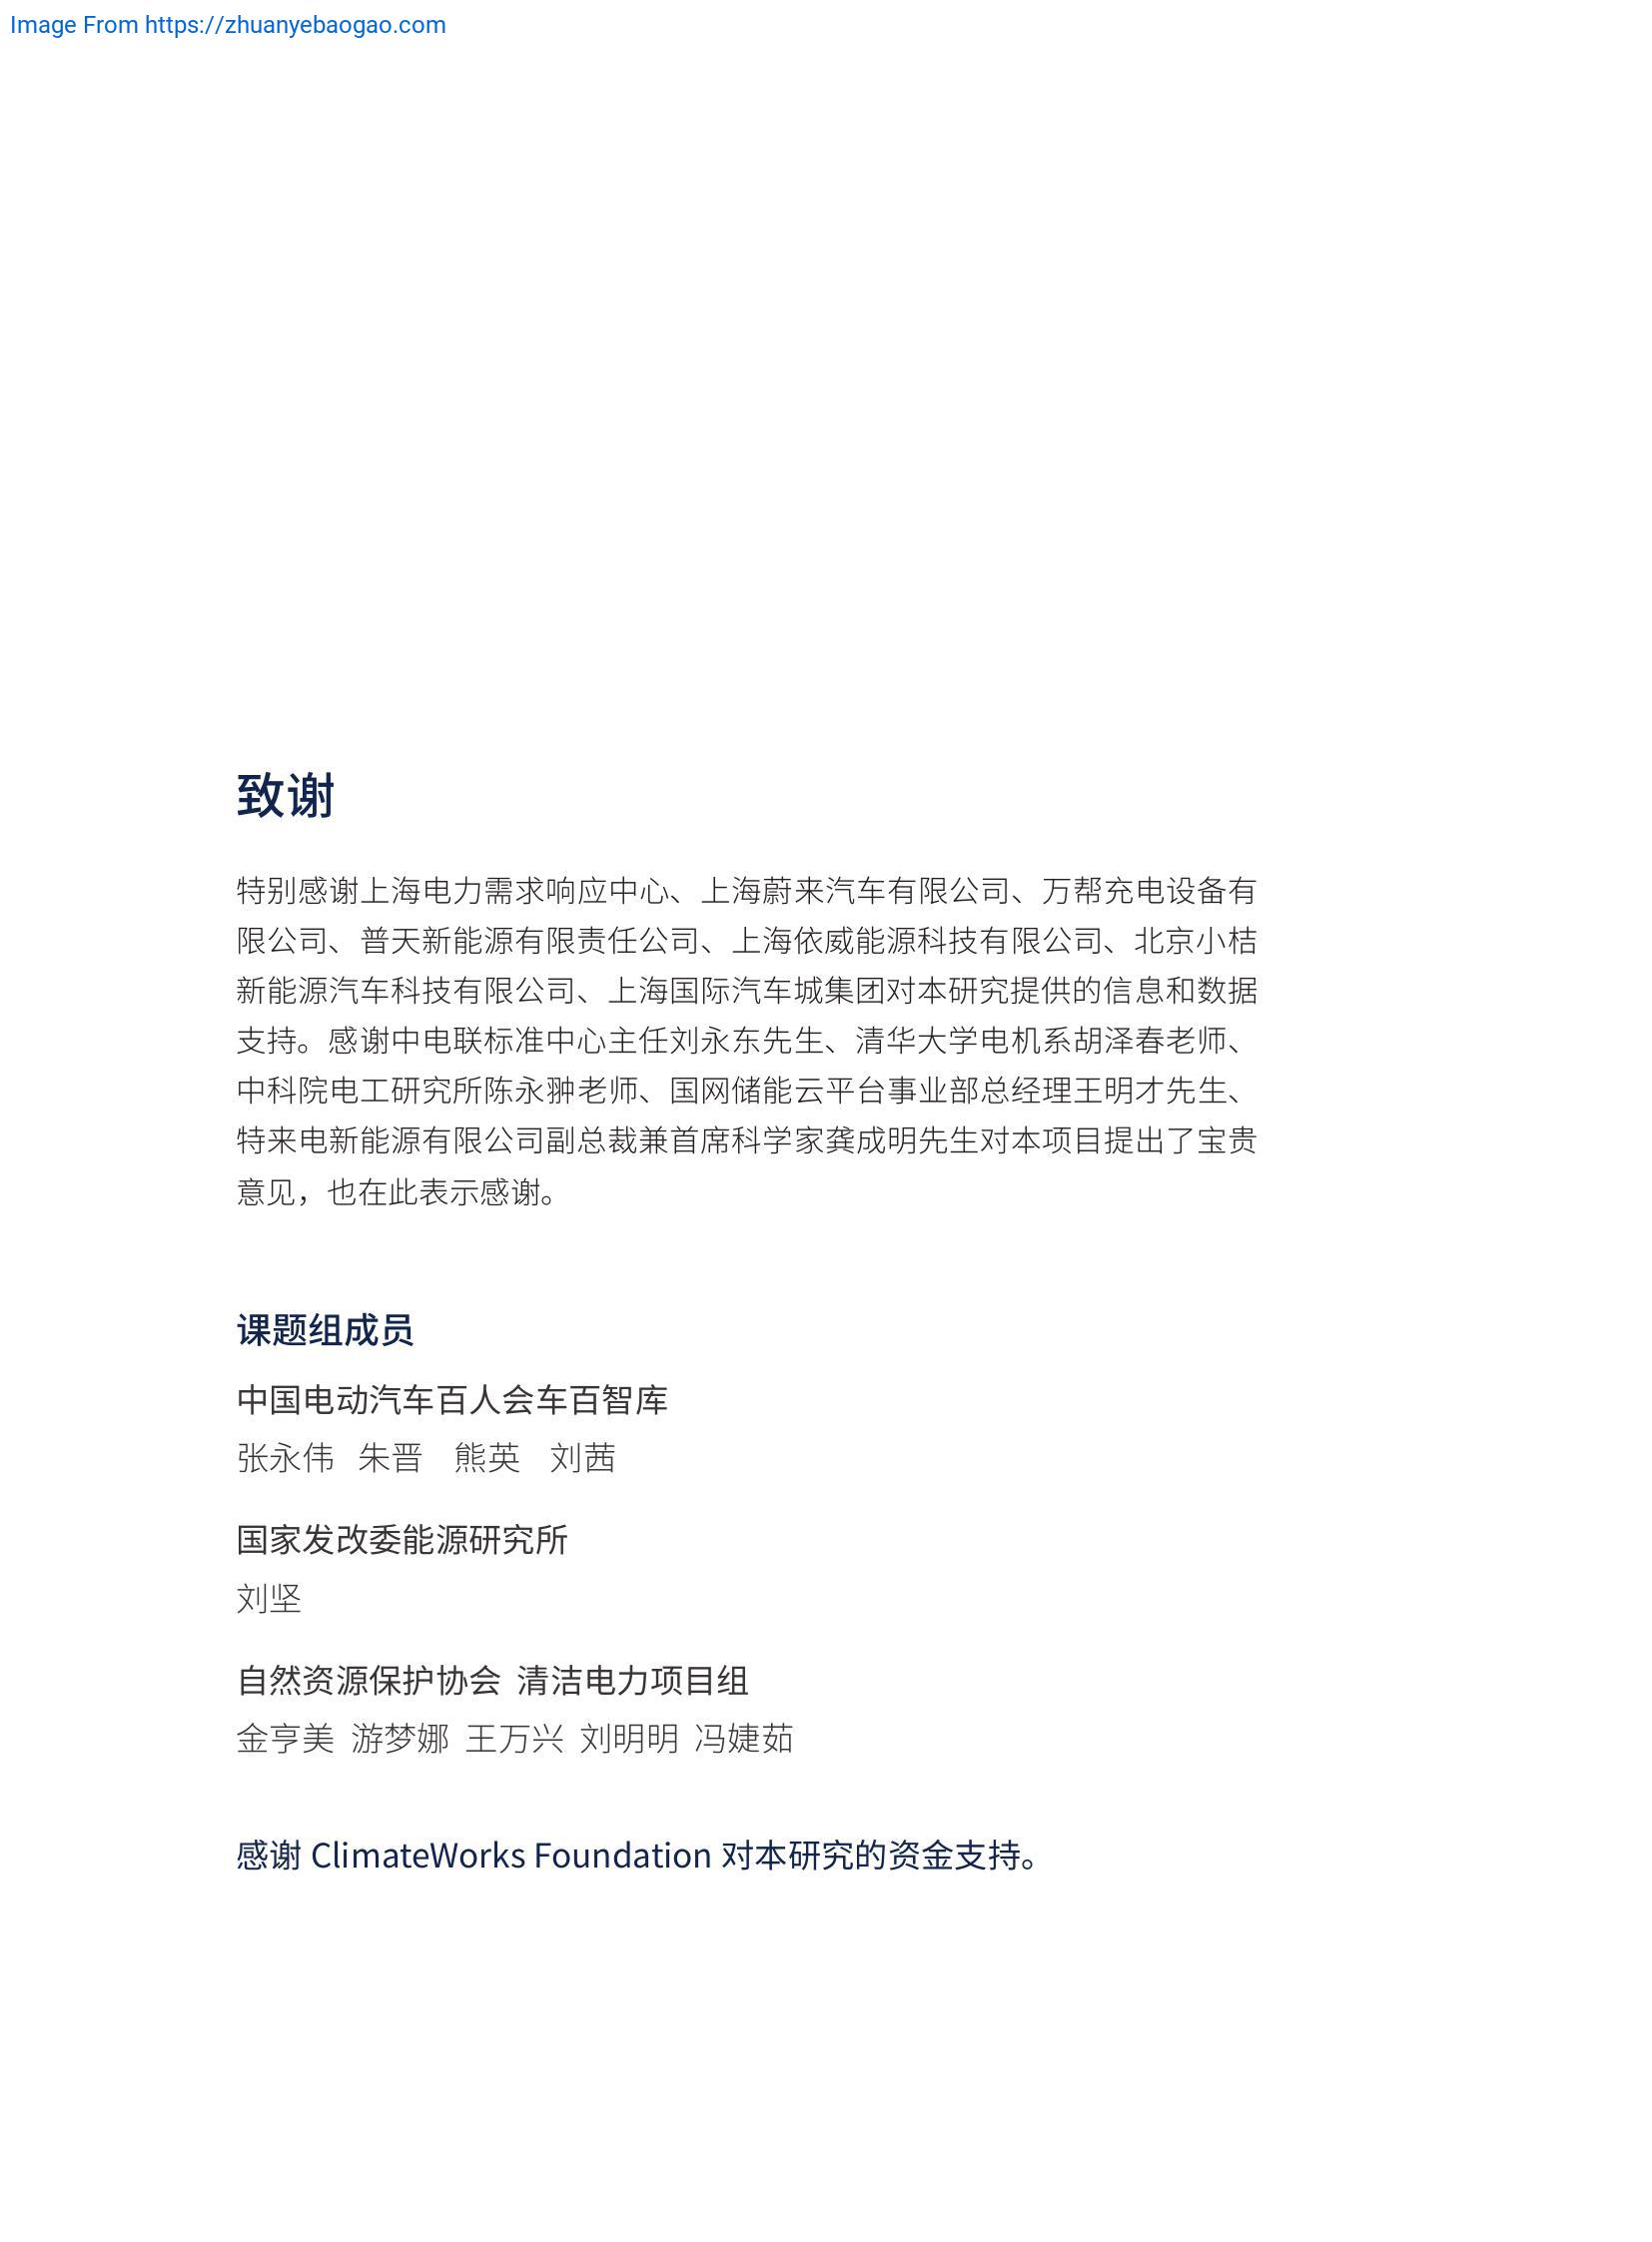 Image From https://zhuanyebaogao.com
致谢
特别感谢上海电力需求响应中心、上海蔚来汽车有限公司、万帮充电设备有
限公司、普天新能源有限责任公司、上海依威能源科技有限公司、北京小桔
新能源汽车科技有限公司、上海国际汽车城集团对本研究提供的信息和数据
支持。感谢中电联标准中心主任刘永东先生、清华大学电机系胡泽春老师、
中科院电工研究所陈永翀老师、国网储能云平台事业部总经理王明才先生、
特来电新能源有限公司副总裁兼首席科学家龚成明先生对本项目提出了宝贵
意见，也在此表示感谢。
课题组成员
中国电动汽车百人会车百智库
张永伟 朱晋 熊英 刘茜
国家发改委能源研究所
刘坚
自然资源保护协会 清洁电力项目组
金亨美 游梦娜 王万兴 刘明明 冯婕茹
感谢 ClimateWorks Foundation 对本研究的资金支持。